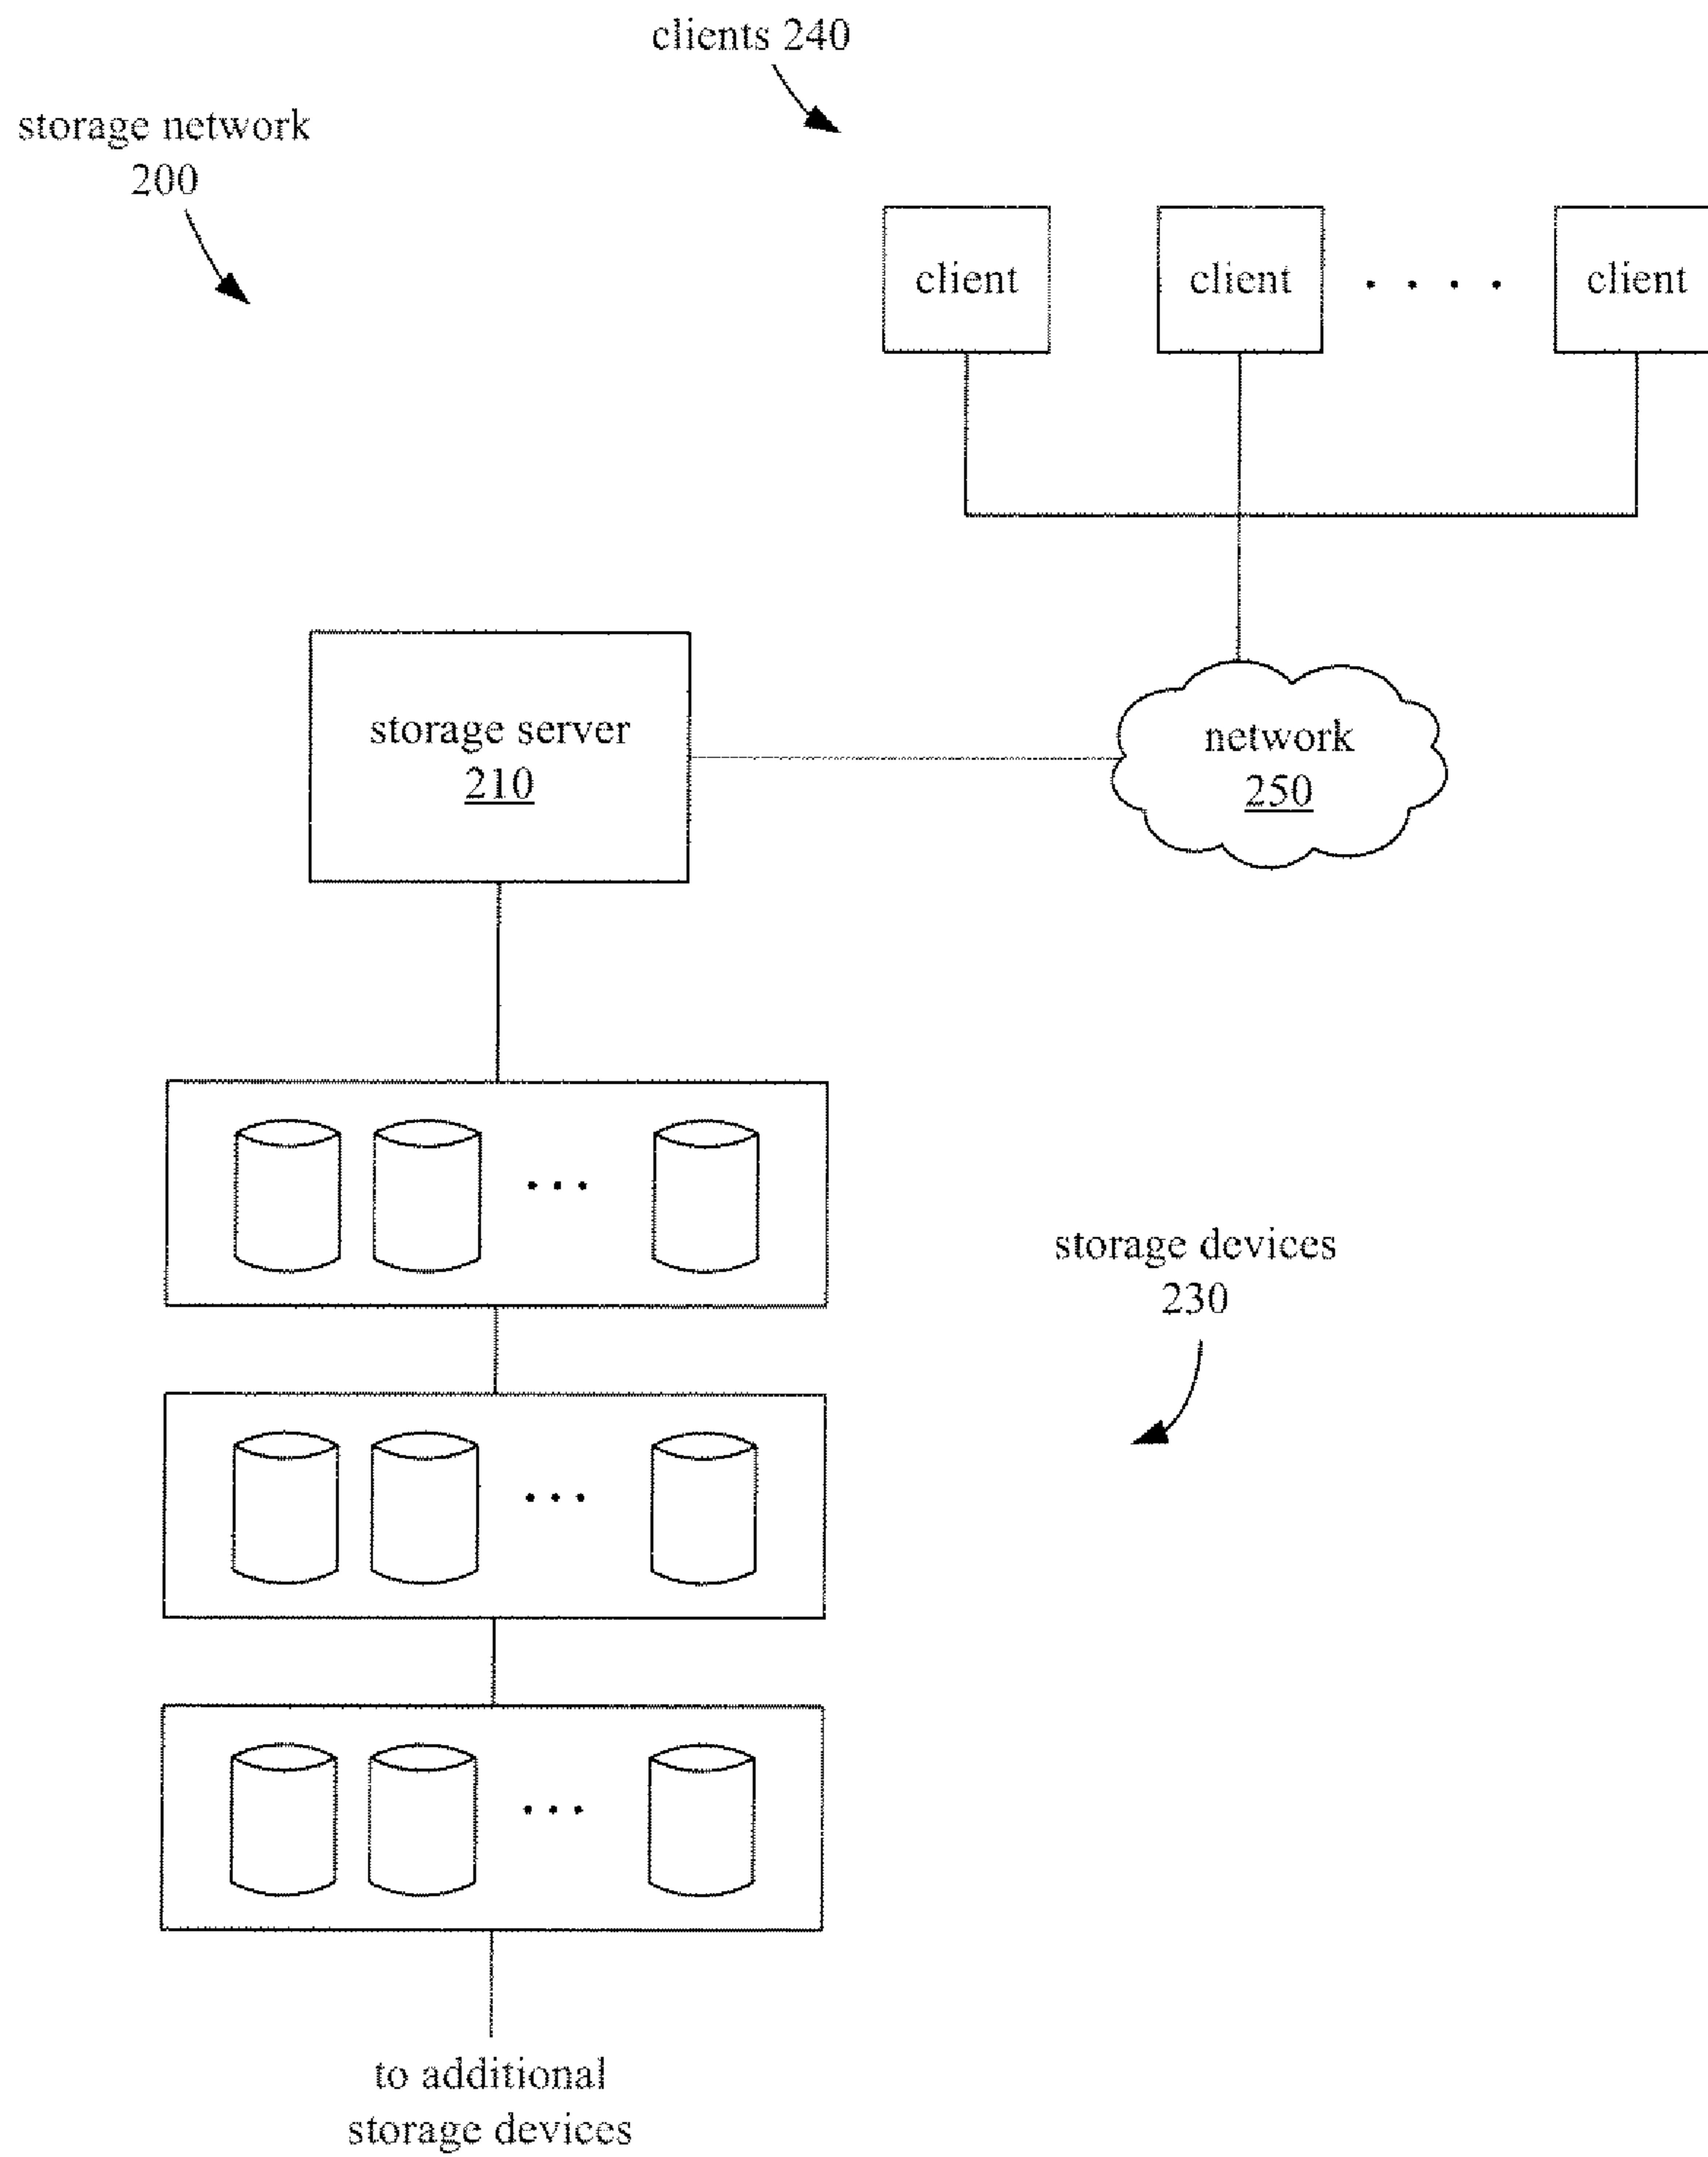 clients 240
storage network
200
client
client
client
storage server
210
network
250
storage devices
230
to additional
storage devices